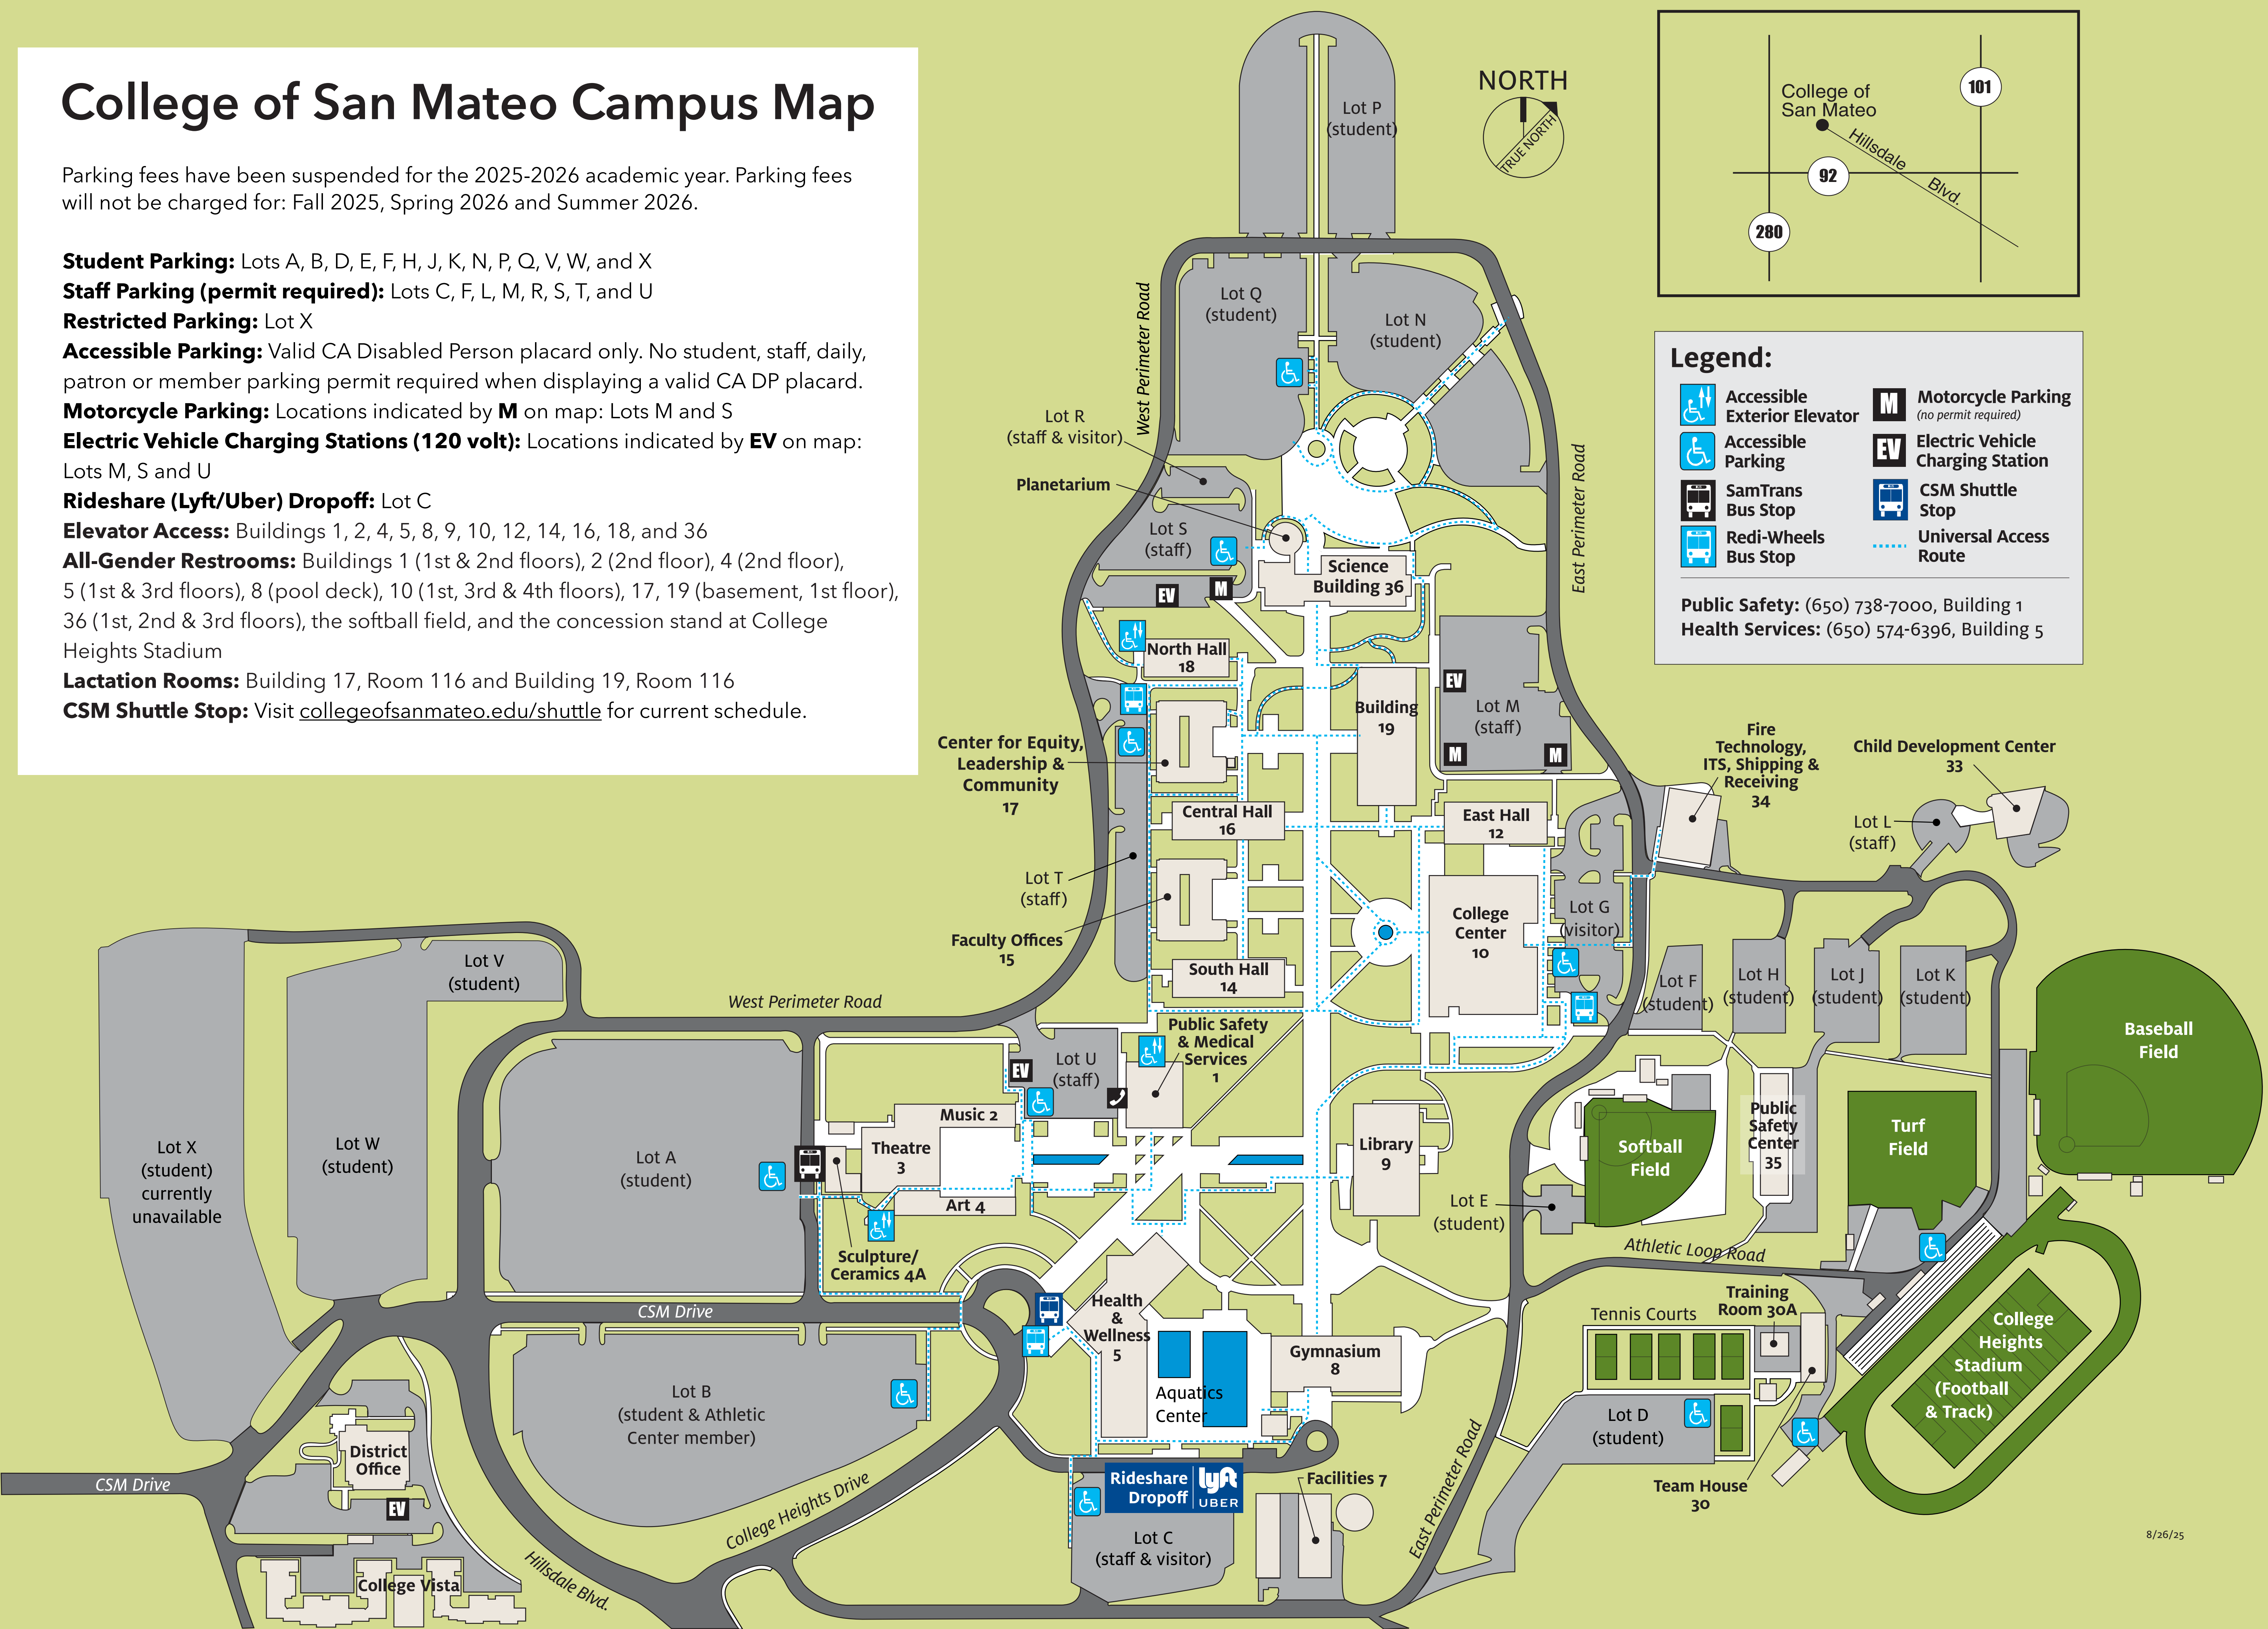 College of San Mateo Campus Map
Parking fees have been suspended for the 2025-2026 academic year. Parking fees
will not be charged for: Fall 2025, Spring 2026 and Summer 2026.
Student Parking: Lots A, B, D, E, F, H, J, K, N, P, Q, V, W, and X
Staff Parking (permit required): Lots C, F, L, M, R, S, T, and U
Restricted Parking: Lot X
Accessible Parking: Valid CA Disabled Person placard only. No student, staff, daily,
patron or member parking permit required when displaying a valid CA DP placard.
Motorcycle Parking: Locations indicated by M on map: Lots M and S
Electric Vehicle Charging Stations (120 volt): Locations indicated by EV on map:
Lots M, S and U
Rideshare (Lyft/Uber) Dropoff: Lot C
Elevator Access: Buildings 1, 2, 4, 5, 8, 9, 10, 12, 14, 16, 18, and 36
All-Gender Restrooms: Buildings 1 (1st & 2nd floors), 2 (2nd floor), 4 (2nd floor),
5 (1st & 3rd floors), 8 (pool deck), 10 (1st, 3rd & 4th floors), 17, 19 (basement, 1st floor),
36 (1st, 2nd & 3rd floors), the softball field, and the concession stand at College
Heights Stadium
Lactation Rooms: Building 17, Room 116 and Building 19, Room 116
CSM Shuttle Stop: Visit collegeofsanmateo.edu/shuttle for current schedule.
NORTH
TRUE NORTH
College of
San Mateo
101
Hillsdale
Blvd.
92
280
Legend:
Accessible
Exterior Elevator
Accessible
Parking
SamTrans
Bus Stop
Redi-Wheels
Bus Stop
M
Motorcycle Parking
(no permit required)
EV
Electric Vehicle
Charging Station
CSM Shuttle
Stop
Universal Access
Route
Public Safety: (650) 738-7000, Building 1
Health Services: (650) 574-6396, Building 5
Lot P
(student)
Lot Q
(student)
Lot N
(student)
West Perimeter Road
East Perimeter Road
Lot R
(staff & visitor)
Planetarium
Lot S
(staff)
EV
M
Science
Building 36
North Hall
18
Building
19
EV
Lot M
(staff)
M
M
Center for Equity,
Leadership &
Community
17
Fire
Technology,
ITS, Shipping &
Receiving
34
Child Development Center
33
Lot L
(staff)
Central Hall
16
East Hall
12
Lot T
(staff)
Faculty Offices
15
College
Center
10
Lot G
(visitor)
South Hall
14
Lot F
(student)
Lot H
(student)
Lot J
(student)
Lot K
(student)
Baseball
Field
Lot V
(student)
West Perimeter Road
Public Safety
& Medical
Services
1
Lot U
(staff)
EV
Music 2
Theatre
3
Art 4
Sculpture/
Ceramics 4A
Library
9
Lot X
(student)
currently
unavailable
Lot W
(student)
Lot A
(student)
Softball
Field
Public
Safety
Center
35
Turf
Field
Lot E
(student)
Athletic Loop Road
CSM Drive
Health
&
Wellness
5
Aquatics
Center
Gymnasium
8
Tennis Courts
Training
Room 30A
College
Heights
Stadium
(Football
& Track)
Lot B
(student & Athletic
Center member)
Lot D
(student)
Team House
30
District
Office
EV
CSM Drive
College Heights Drive
Rideshare
Dropoff
lyft
UBER
Facilities 7
Lot C
(staff & visitor)
East Perimeter Road
College Vista
Hillsdale Blvd.
8/26/25